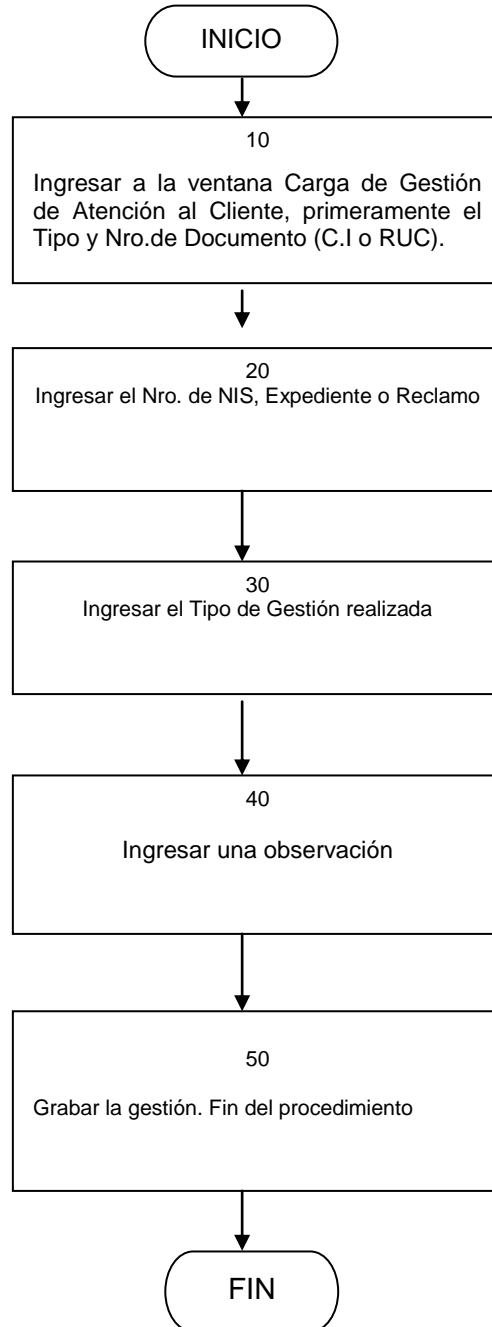 INICIO
10
Ingresar a la ventana Carga de Gestión
de Atención al Cliente, primeramente el
Tipo y Nro.de Documento (C.I o RUC).
20
Ingresar el Nro. de NIS, Expediente o Reclamo
30
Ingresar el Tipo de Gestión realizada
40
Ingresar una observación
50
Grabar la gestión. Fin del procedimiento
FIN